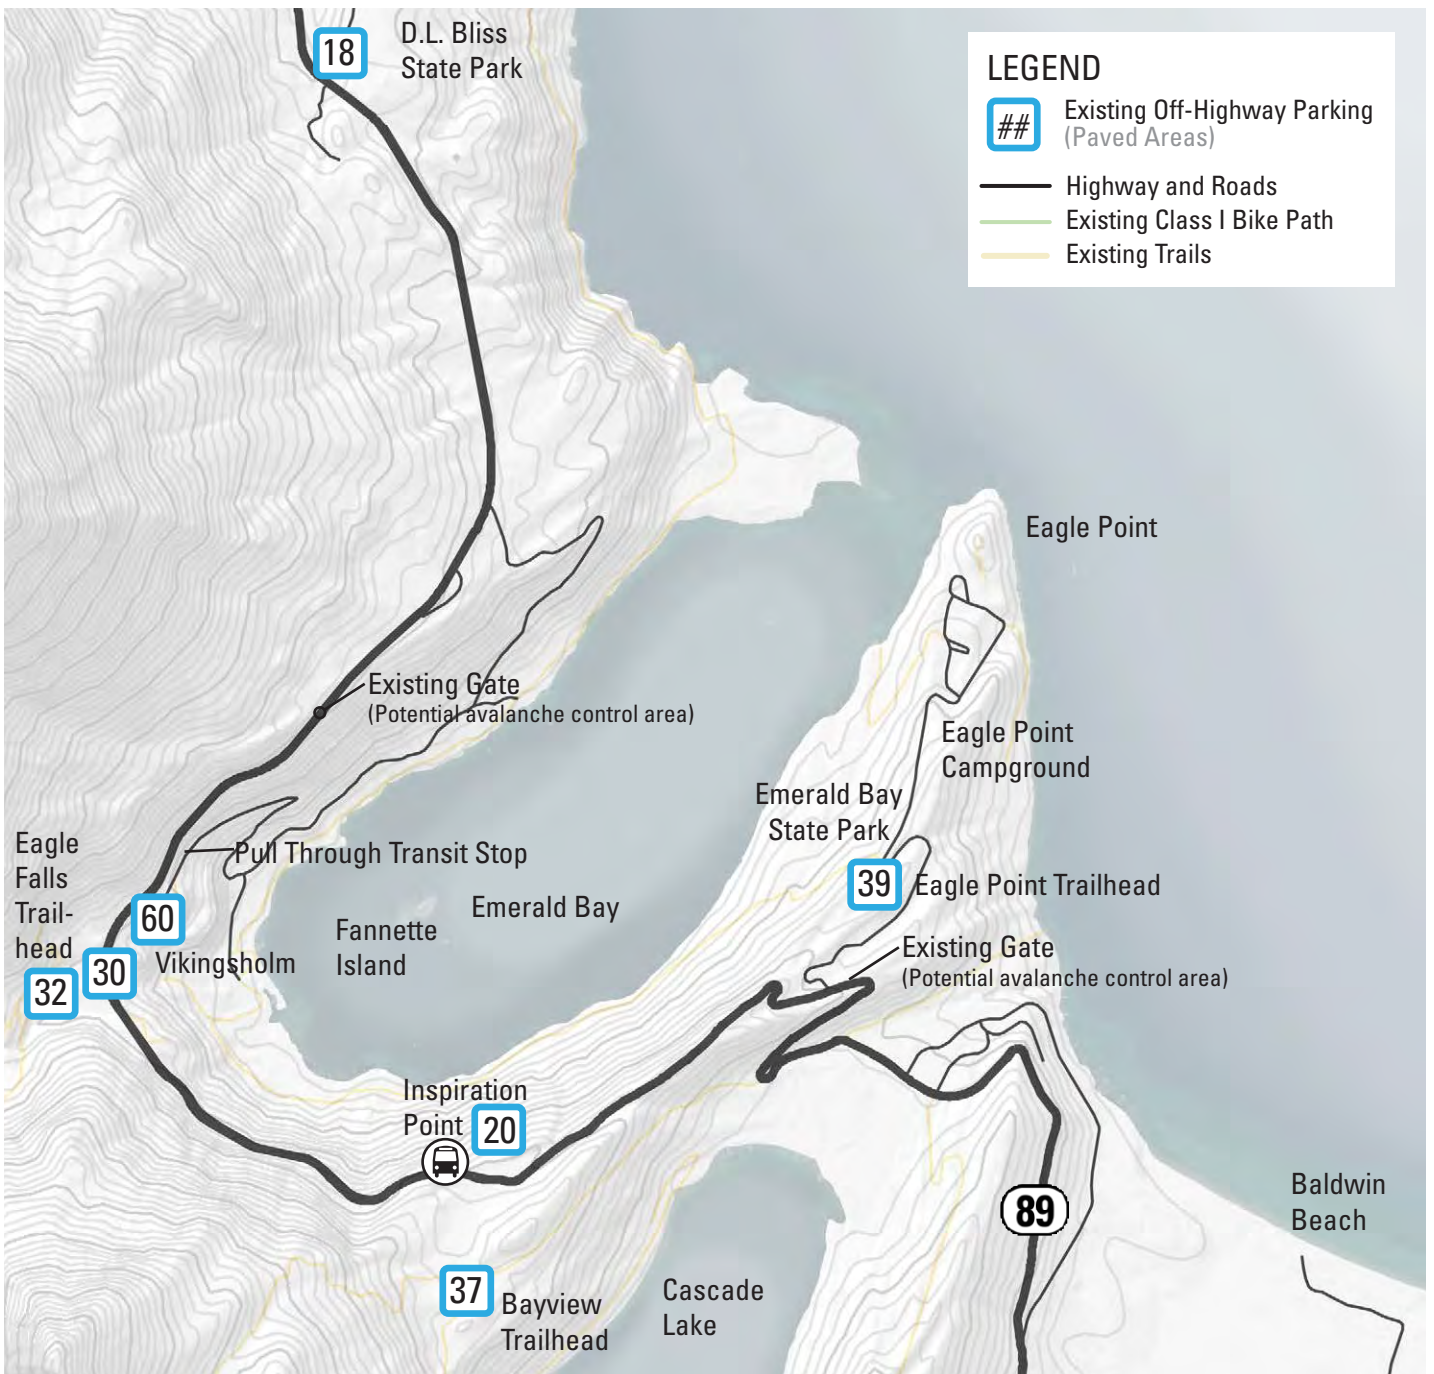 18
D.L. Bliss
State Park
LEGEND
##
Existing Off-Highway Parking
(Paved Areas)
Highway and Roads
Existing Class I Bike Path
Existing Trails
Eagle Point
Existing Gate
(Potential avalanche control area)
Eagle Point
Campground
Emerald Bay
State Park
Eagle
Falls
Trail-
head
Pull Through Transit Stop
39
Eagle Point Trailhead
60
Emerald Bay
Fannette
Island
Vikingsholm
30
32
Existing Gate
(Potential avalanche control area)
Inspiration
Point
20
89
Baldwin
Beach
37
Bayview
Trailhead
Cascade
Lake